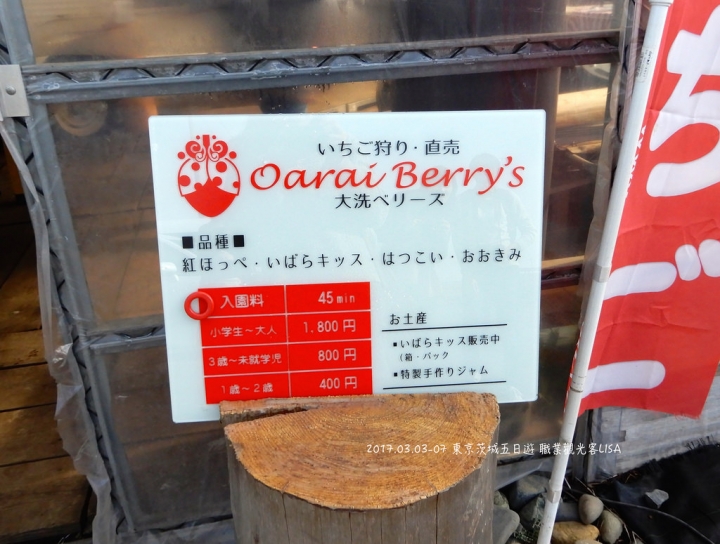 いちご狩り・直売
Oarai Berry's
大洗ベリーズ
■品種■
紅ほっぺ・いばらキッス・はつこい・おおきみ
入園料 45min
小学生～大人 1.800円
3歳～未就学児 800円
1歳～2歳 400円
お土産
▪いばらキッス販売中
(箱・パック
▪特製手作りジャム
ちご
2017.03.03-07 東京茨城五日遊 職業觀光客LISA